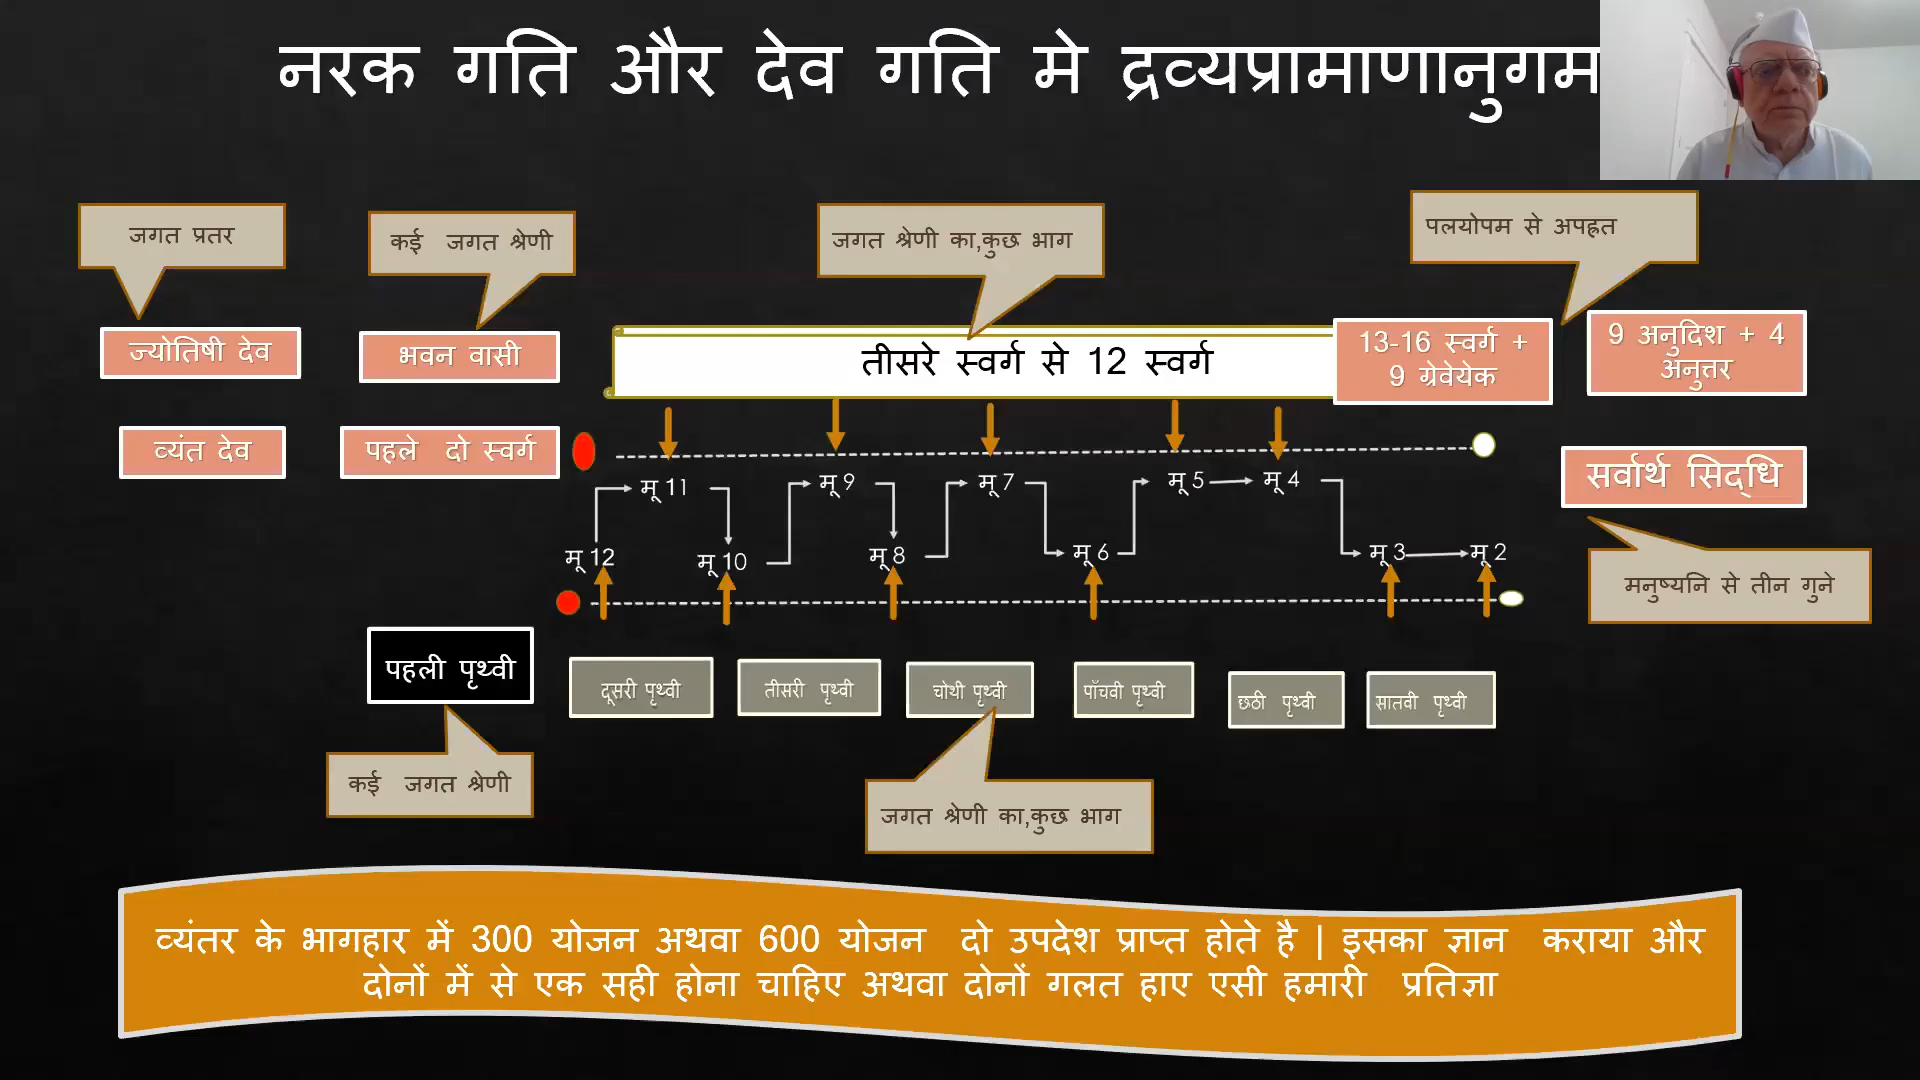 नरक गति और देव गति मे द्रव्यप्रामाणानुगम
जगत प्रतर
कई जगत श्रेणी
जगत श्रेणी का,कुछ भाग
पलयोपम से अपह्रत
ज्योतिषी देव
भवन वासी
तीसरे स्वर्ग से 12 स्वर्ग
13-16 स्वर्ग +
9 ग्रेवेयेक
9 अनुदिश + 4
अनुत्तर
व्यंत देव
पहले दो स्वर्ग
सर्वार्थ सिद्धि
मू 11
मू 9
मू 7
मू 5
मू 4
मू 12
मू 10
मू 8
मू 6
मू 3
मू 2
मनुष्यनि से तीन गुने
पहली पृथ्वी
दूसरी पृथ्वी
तीसरी पृथ्वी
चोथी पृथ्वी
पाँचवी पृथ्वी
छठी पृथ्वी
सातवी पृथ्वी
कई जगत श्रेणी
जगत श्रेणी का,कुछ भाग
व्यंतर के भागहार में 300 योजन अथवा 600 योजन दो उपदेश प्राप्त होते है | इसका ज्ञान कराया और
दोनों में से एक सही होना चाहिए अथवा दोनों गलत हाए एसी हमारी प्रतिज्ञा